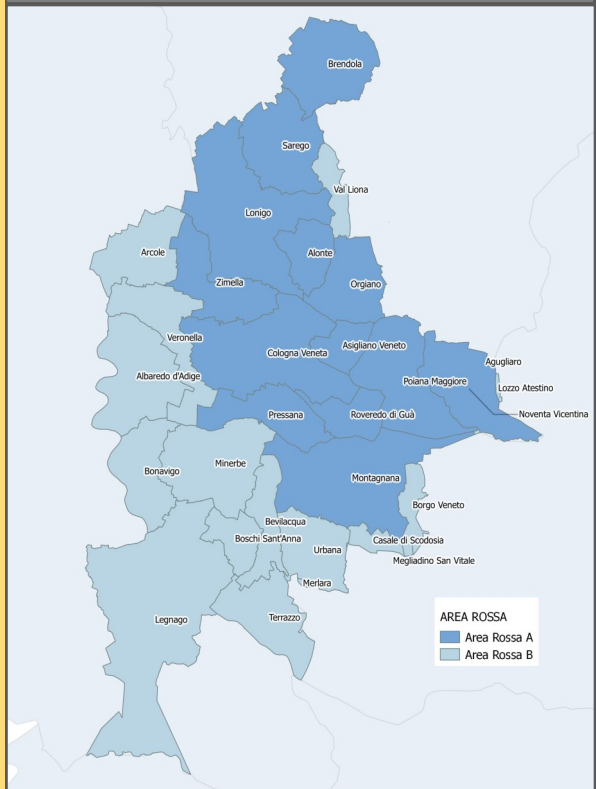 Brendola
Sarego
Val Liona
Lonigo
Arcole
Alonte
Zimella
Orgiano
Veronella
Asigliano Veneto
Cologna Veneta
Agugliaro
Albaredo d'Adige
Poiana Maggiore
Lozzo Atestino
Pressana
Roveredo di Guà
Noventa Vicentina
Minerbe
Bonavigo
Montagnana
Borgo Veneto
Bevilacqua
Boschi Sant'Anna
Casale di Scodosia
Urbana
Megliadino San Vitale
Merlara
Legnago
Terrazzo
AREA ROSSA
Area Rossa A
Area Rossa B